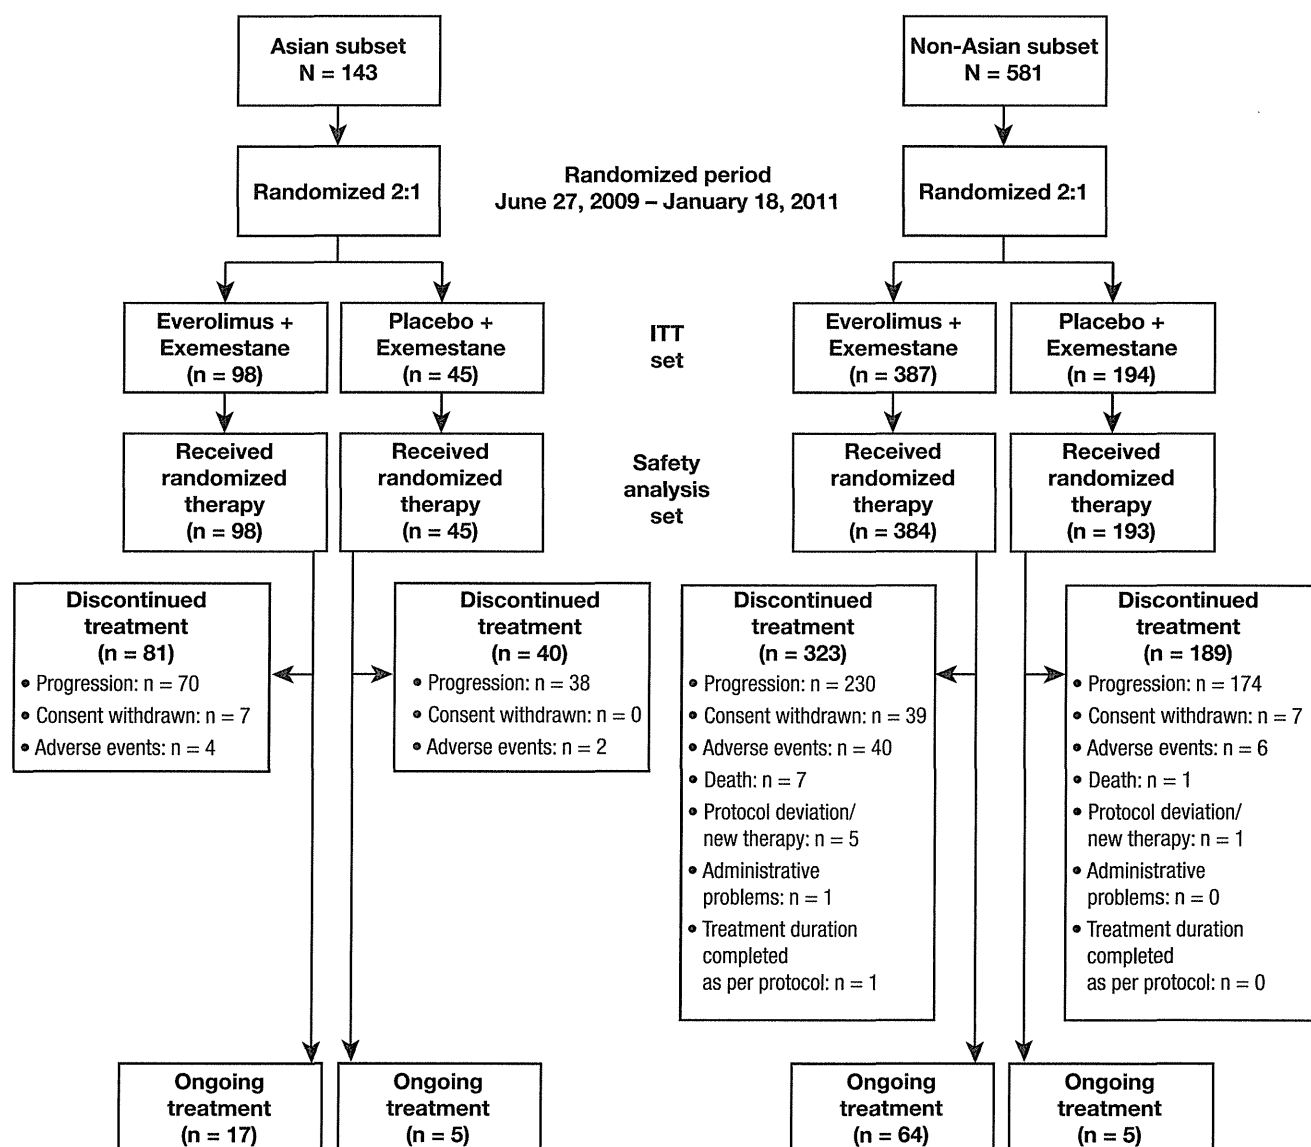 Asian subset
N = 143
Non-Asian subset
N = 581
Randomized 2:1
Randomized period
June 27, 2009 – January 18, 2011
Randomized 2:1
Everolimus +
Exemestane
(n = 98)
Placebo +
Exemestane
(n = 45)
ITT
set
Everolimus +
Exemestane
(n = 387)
Placebo +
Exemestane
(n = 194)
Received
randomized
therapy
(n = 98)
Received
randomized
therapy
(n = 45)
Safety
analysis
set
Received
randomized
therapy
(n = 384)
Received
randomized
therapy
(n = 193)
Discontinued
treatment
(n = 81)
• Progression: n = 70
• Consent withdrawn: n = 7
• Adverse events: n = 4
Discontinued
treatment
(n = 40)
• Progression: n = 38
• Consent withdrawn: n = 0
• Adverse events: n = 2
Discontinued
treatment
(n = 323)
• Progression: n = 230
• Consent withdrawn: n = 39
• Adverse events: n = 40
• Death: n = 7
• Protocol deviation/
new therapy: n = 5
• Administrative
problems: n = 1
• Treatment duration
completed
as per protocol: n = 1
Discontinued
treatment
(n = 189)
• Progression: n = 174
• Consent withdrawn: n = 7
• Adverse events: n = 6
• Death: n = 1
• Protocol deviation/
new therapy: n = 1
• Administrative
problems: n = 0
• Treatment duration
completed
as per protocol: n = 0
Ongoing
treatment
(n = 17)
Ongoing
treatment
(n = 5)
Ongoing
treatment
(n = 64)
Ongoing
treatment
(n = 5)